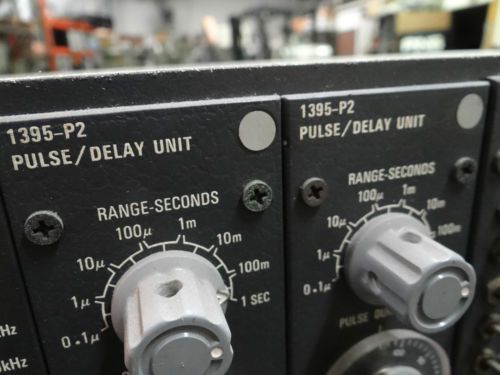 1395-P2
PULSE/DELAY UNIT
RANGE-SECONDS
100μ 1m
10μ 10m
1μ 100m
0.1μ 1 SEC
kHz
kHz
1395-P2
PULSE/DELAY UNIT
RANGE-SECONDS
100μ 1m
10μ 10m
1μ 100m
0.1μ
PULSE